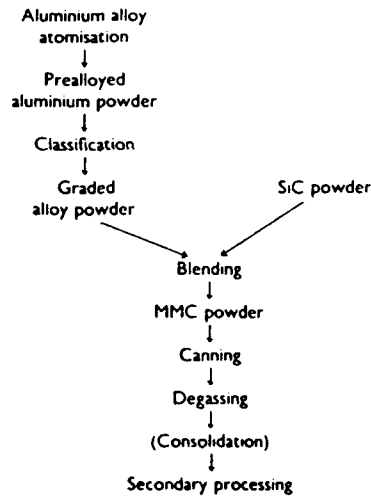 Aluminium alloy
atomisation
Prealloyed
aluminium powder
Classification
Graded
alloy powder
SiC powder
Blending
MMC powder
Canning
Degassing
(Consolidation)
Secondary processing